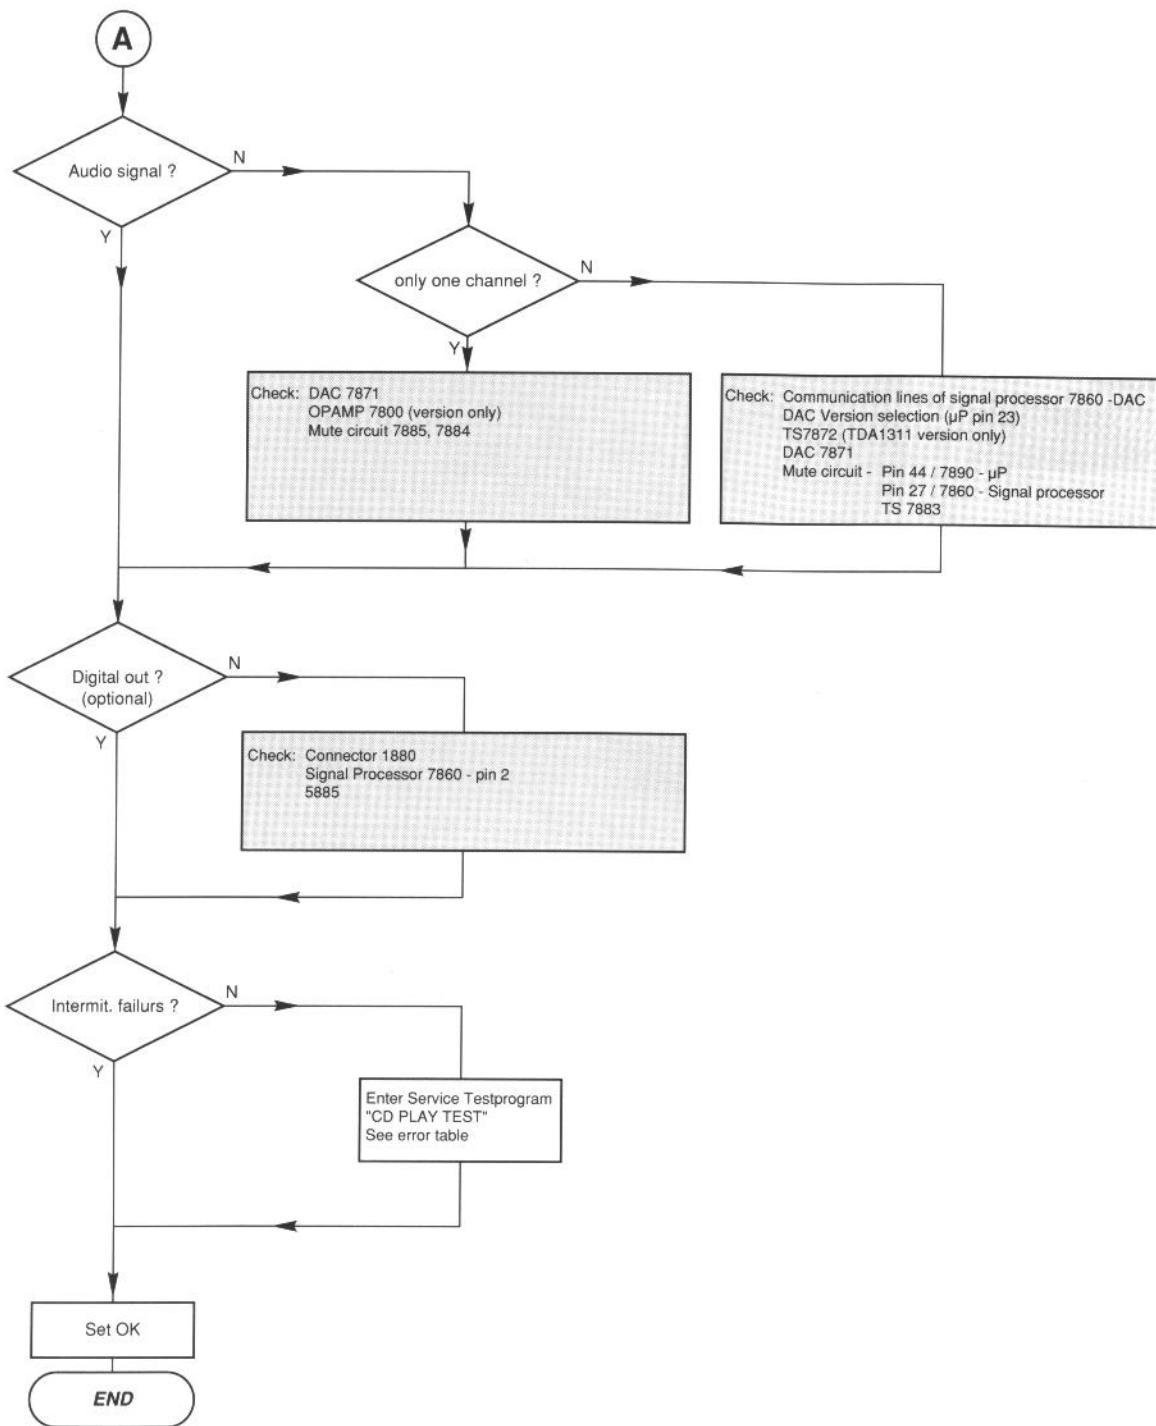 A
Audio signal ?
N
Y
only one channel ?
N
Y
Check: DAC 7871
OPAMP 7800 (version only)
Mute circuit 7885, 7884
Check: Communication lines of signal processor 7860 -DAC
DAC Version selection (µP pin 23)
TS7872 (TDA1311 version only)
DAC 7871
Mute circuit - Pin 44 / 7890 - µP
Pin 27 / 7860 - Signal processor
TS 7883
Digital out ?
(optional)
N
Y
Check: Connector 1880
Signal Processor 7860 - pin 2
5885
Intermit. failurs ?
N
Y
Enter Service Testprogram
"CD PLAY TEST"
See error table
Set OK
END